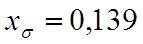 x_σ = 0,139